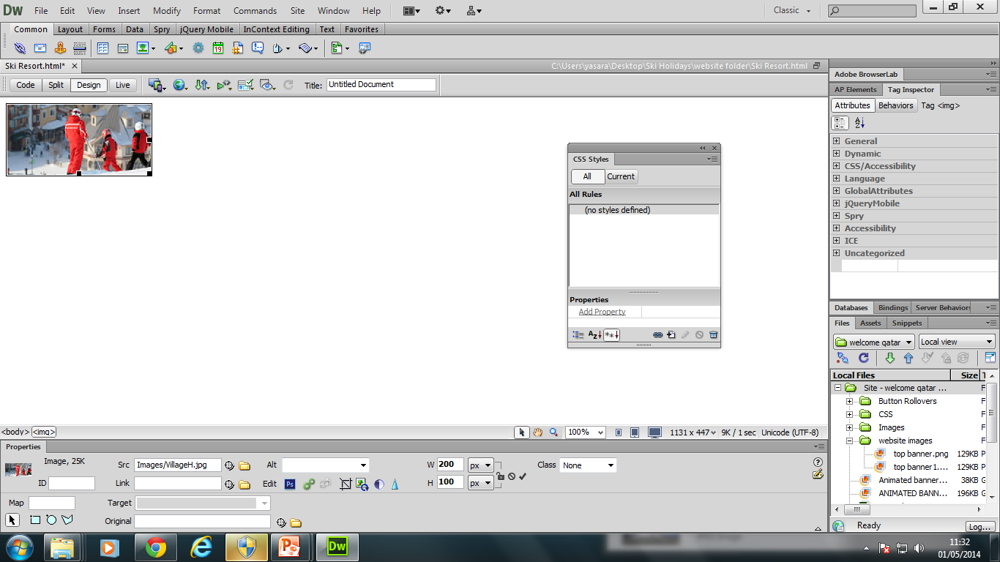 Dw File Edit View Insert Modify Format Commands Site Window Help Classic
Common Layout Forms Data Spry jQuery Mobile InContext Editing Text Favorites
19
Ski Resort.html* C:\Users\yasara\Desktop\Ski Holidays\website folder\Ski Resort.html
Code Split Design Live Title: Untitled Document
CSS Styles
All Current
All Rules
(no styles defined)
Properties
Add Property
Adobe BrowserLab
AP Elements Tag Inspector
Attributes Behaviors Tag <img>
General
Dynamic
CSS/Accessibility
Language
GlobalAttributes
jQueryMobile
Spry
Accessibility
ICE
Uncategorized
Databases Bindings Server Behaviors
Files Assets Snippets
welcome qatar Local view
Local Files Size T
Site - welcome qatar ... F
Button Rollovers F
CSS F
Images F
website images F
top banner.png 129KB P
top banner1.... 129KB P
Animated banner... 38KB G
ANIMATED BANN... 196KB G
Ready Log...
<body> <img> 100% 1131 x 447 9K / 1 sec Unicode (UTF-8)
Properties
Image, 25K Src Images/VillageH.jpg Alt W 200 px Class None
ID Link Edit Ps H 100 px
Map Target
Original
Dw
11:32
01/05/2014